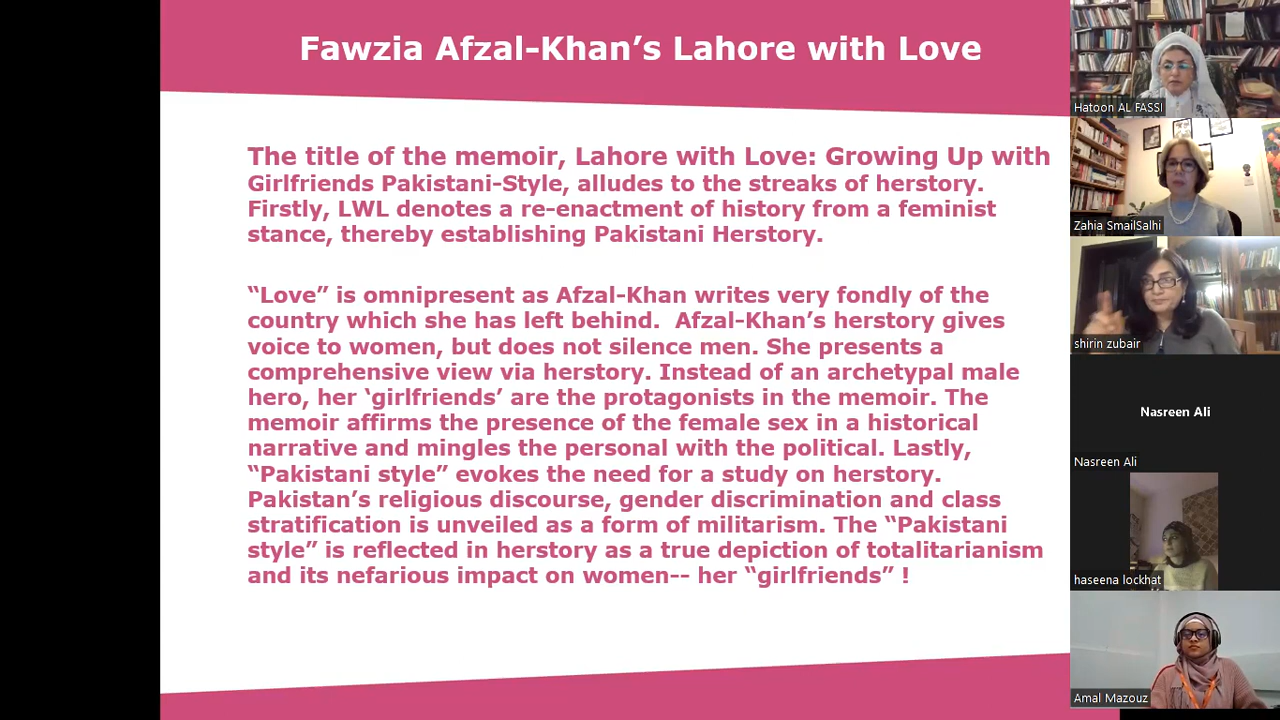 Fawzia Afzal-Khan’s Lahore with Love
The title of the memoir, Lahore with Love: Growing Up with
Girlfriends Pakistani-Style, alludes to the streaks of herstory.
Firstly, LWL denotes a re-enactment of history from a feminist
stance, thereby establishing Pakistani Herstory.
“Love” is omnipresent as Afzal-Khan writes very fondly of the
country which she has left behind.  Afzal-Khan’s herstory gives
voice to women, but does not silence men. She presents a
comprehensive view via herstory. Instead of an archetypal male
hero, her ‘girlfriends’ are the protagonists in the memoir. The
memoir affirms the presence of the female sex in a historical
narrative and mingles the personal with the political. Lastly,
“Pakistani style” evokes the need for a study on herstory.
Pakistan’s religious discourse, gender discrimination and class
stratification is unveiled as a form of militarism. The “Pakistani
style” is reflected in herstory as a true depiction of totalitarianism
and its nefarious impact on women-- her “girlfriends” !
Hatoon AL FASSI
Zahia SmailSalhi
shirin zubair
Nasreen Ali
Nasreen Ali
haseena lockhat
Amal Mazouz